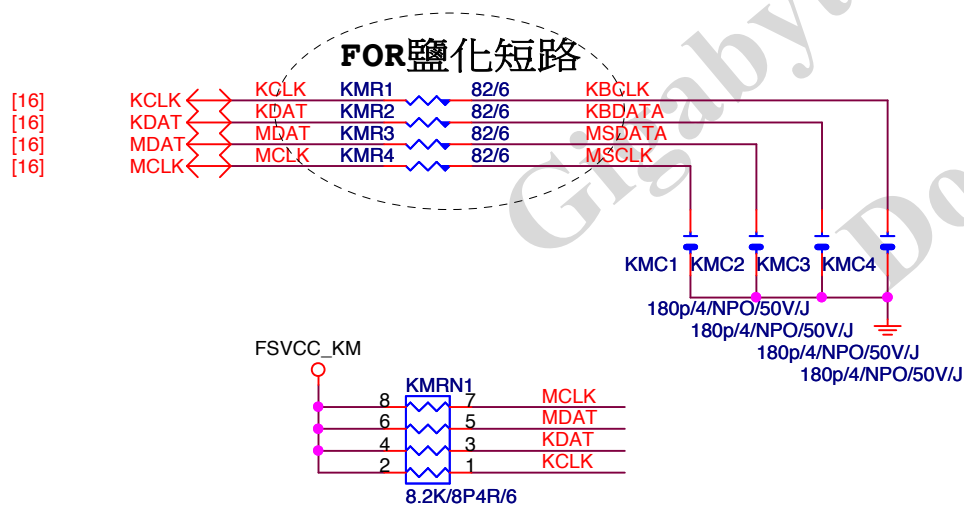 FOR鹽化短路
[16] KCLK KCLK KMR1 82/6 KBCLK
[16] KDAT KDAT KMR2 82/6 KBDATA
[16] MDAT MDAT KMR3 82/6 MSDATA
[16] MCLK MCLK KMR4 82/6 MSCLK
KMC1 KMC2 KMC3 KMC4
180p/4/NPO/50V/J
180p/4/NPO/50V/J
180p/4/NPO/50V/J
180p/4/NPO/50V/J
FSVCC_KM
KMRN1
8 7 MCLK
6 5 MDAT
4 3 KDAT
2 1 KCLK
8.2K/8P4R/6
Gigabyt
Do